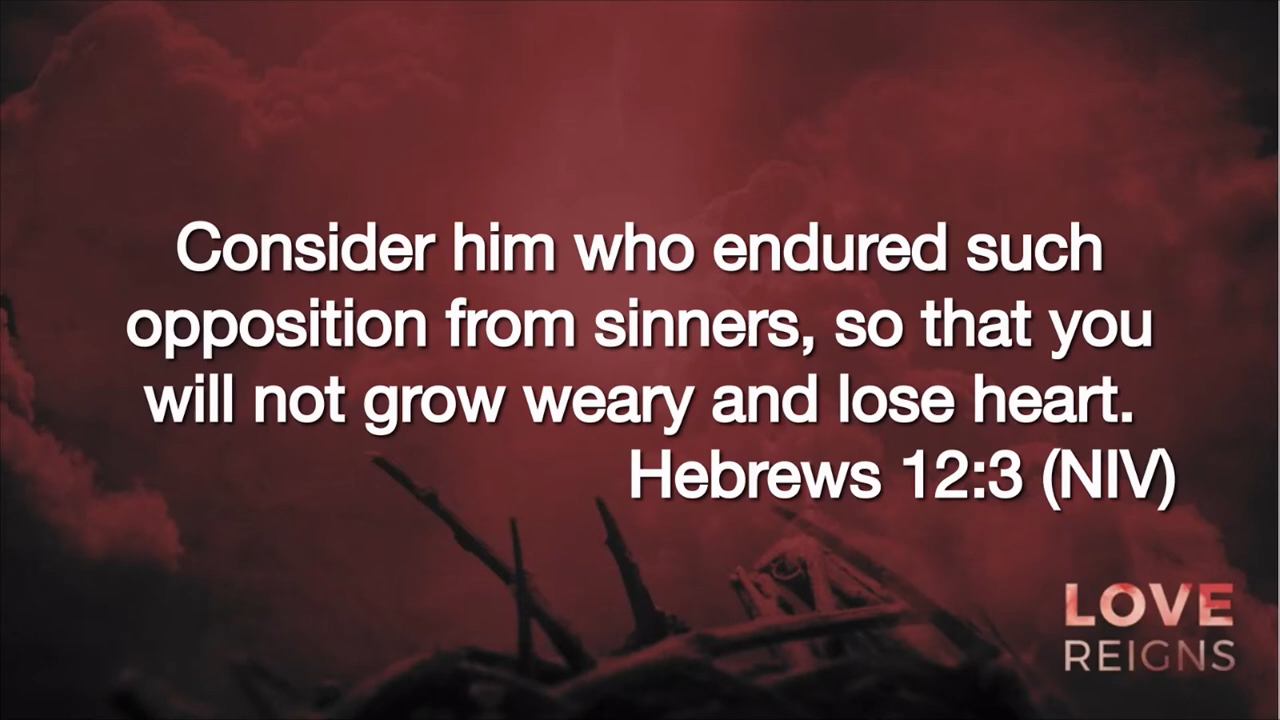 Consider him who endured such
opposition from sinners, so that you
will not grow weary and lose heart.
Hebrews 12:3 (NIV)
LOVE
REIGNS